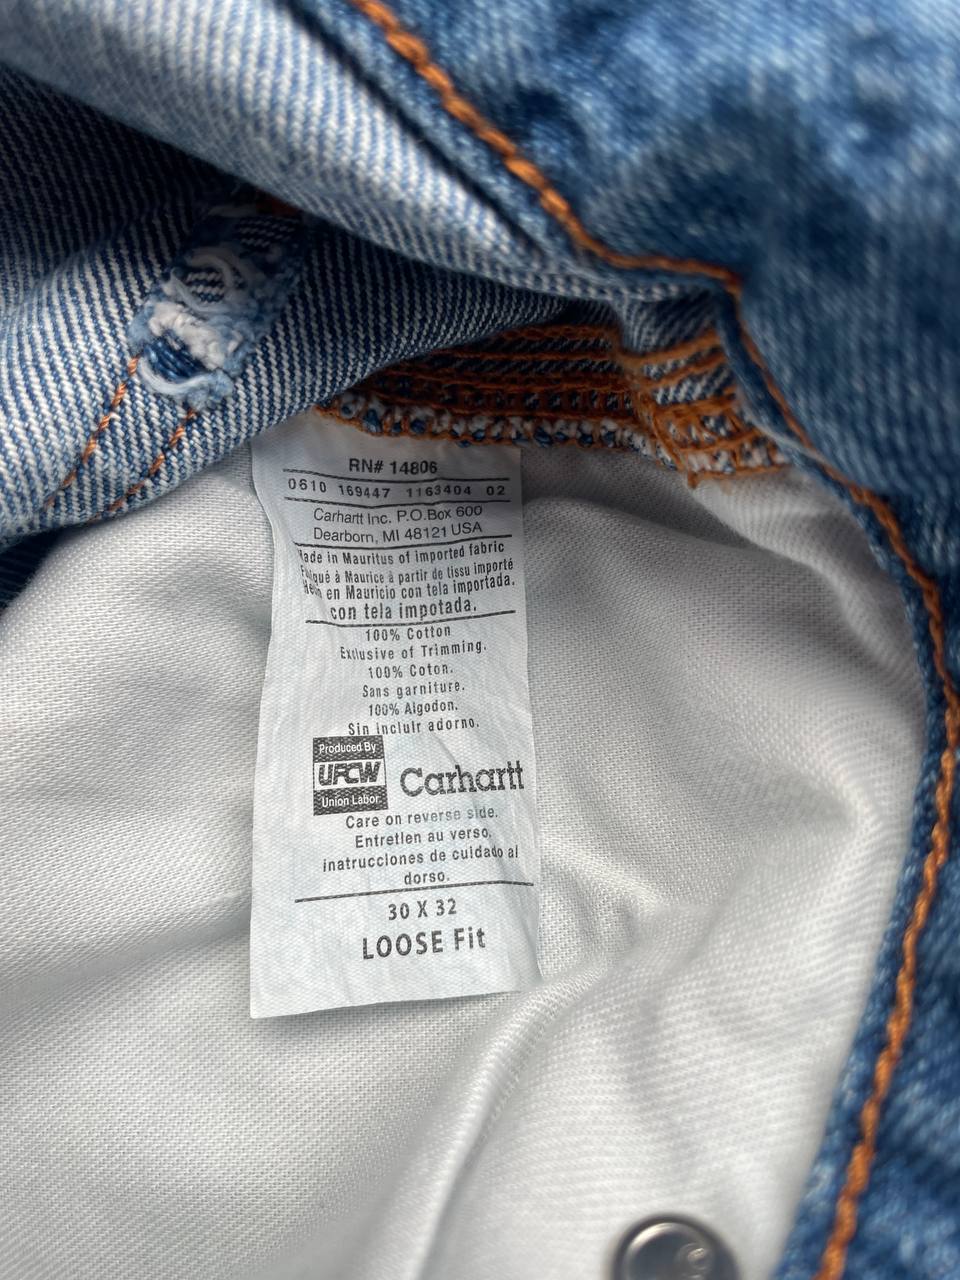 RN# 14806
0610 169447 1163404 02
Carhartt Inc. P.O.Box 600
Dearborn, MI 48121 USA
Made in Mauritus of imported fabric
à Maurice à partir de tissu importé
en Mauricio con tela importada.
con tela impotada.
100% Cotton
Exclusive of Trimming.
100% Coton.
Sans garniture.
100% Algodon.
Sin incluir adorno.
Produced By
UFCW
Union Labor
Carhartt
Care on reverse side.
Entretien au verso.
inatrucciones de cuidado al
dorso.
30 X 32
LOOSE Fit